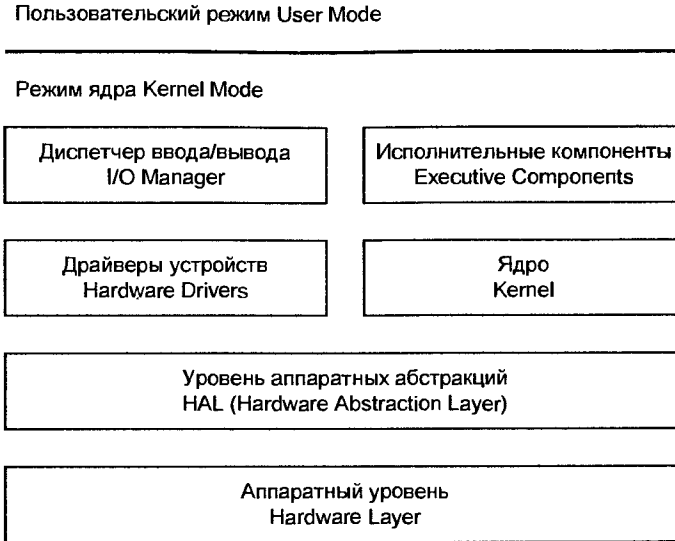 Пользовательский режим User Mode
Режим ядра Kernel Mode
Диспетчер ввода/вывода
I/O Manager
Исполнительные компоненты
Executive Components
Драйверы устройств
Hardware Drivers
Ядро
Kernel
Уровень аппаратных абстракций
HAL (Hardware Abstraction Layer)
Аппаратный уровень
Hardware Layer